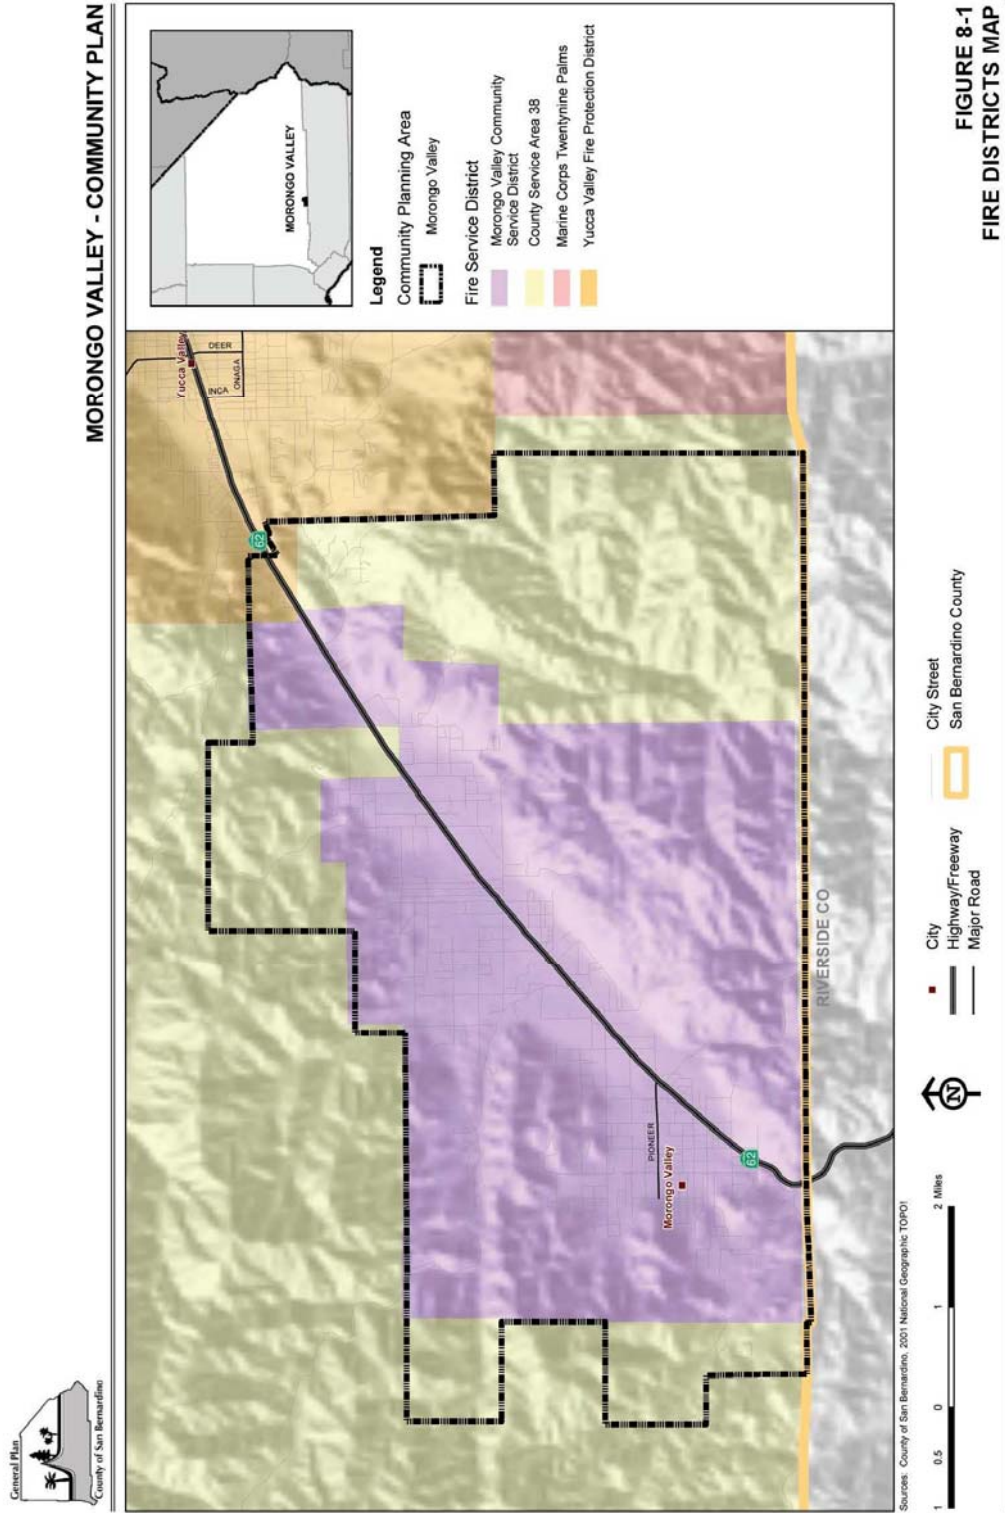 General Plan
County of San Bernardino
MORONGO VALLEY - COMMUNITY PLAN
Yucca Valley
DEER
ONAGA
INCA
62
PIONEER
Morongo Valley
62
RIVERSIDE CO
MORONGO VALLEY
Legend
Community Planning Area
Morongo Valley
Fire Service District
Morongo Valley Community
Service District
County Service Area 38
Marine Corps Twentynine Palms
Yucca Valley Fire Protection District
Sources: County of San Bernardino, 2001 National Geographic TOPO!
1 0.5 0 1 2 Miles
N
City
Highway/Freeway
Major Road
City Street
San Bernardino County
FIGURE 8-1
FIRE DISTRICTS MAP